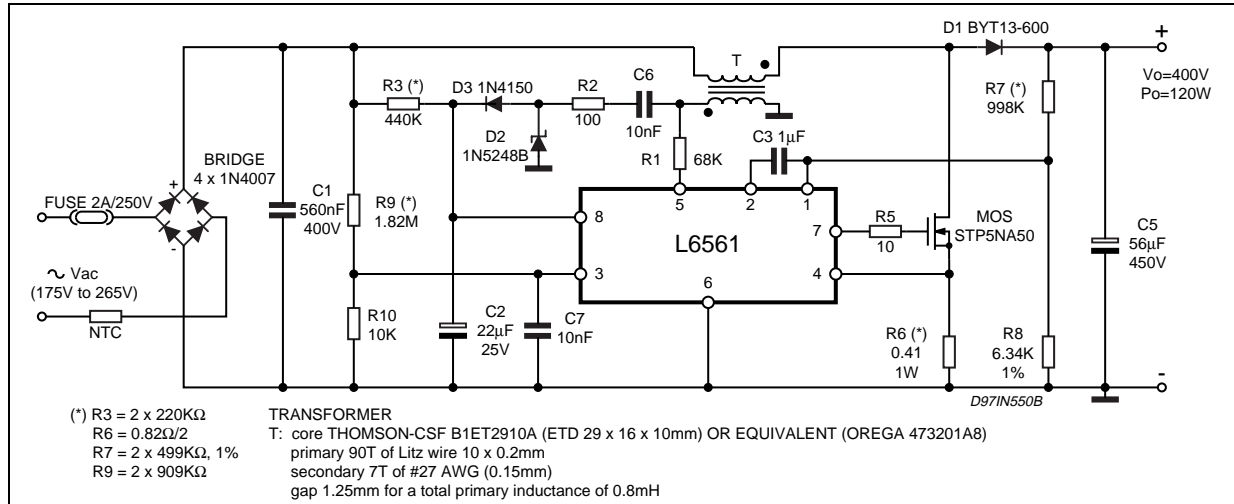 D1 BYT13-600
+
T
Vo=400V
Po=120W
R3 (*)
440K
D3 1N4150
R2
100
C6
10nF
R7 (*)
998K
D2
1N5248B
C3 1µF
R1
68K
BRIDGE
4 x 1N4007
+
-
FUSE 2A/250V
C1
560nF
400V
R9 (*)
1.82M
5
2
1
8
7
3
4
6
L6561
R5
10
MOS
STP5NA50
C5
56µF
450V
~ Vac
(175V to 265V)
NTC
R10
10K
C2
22µF
25V
C7
10nF
R6 (*)
0.41
1W
R8
6.34K
1%
-
D97IN550B
(*) R3 = 2 x 220KΩ
R6 = 0.82Ω/2
R7 = 2 x 499KΩ, 1%
R9 = 2 x 909KΩ
TRANSFORMER
T: core THOMSON-CSF B1ET2910A (ETD 29 x 16 x 10mm) OR EQUIVALENT (OREGA 473201A8)
primary 90T of Litz wire 10 x 0.2mm
secondary 7T of #27 AWG (0.15mm)
gap 1.25mm for a total primary inductance of 0.8mH